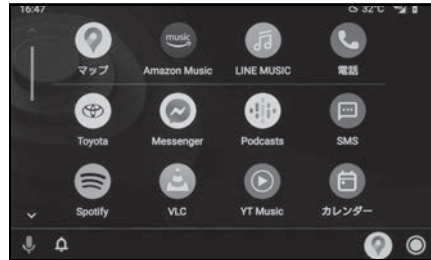 16:47
32°C
music
マップ
Amazon Music
LINE MUSIC
電話
Toyota
Messenger
Podcasts
SMS
Spotify
VLC
YT Music
カレンダー